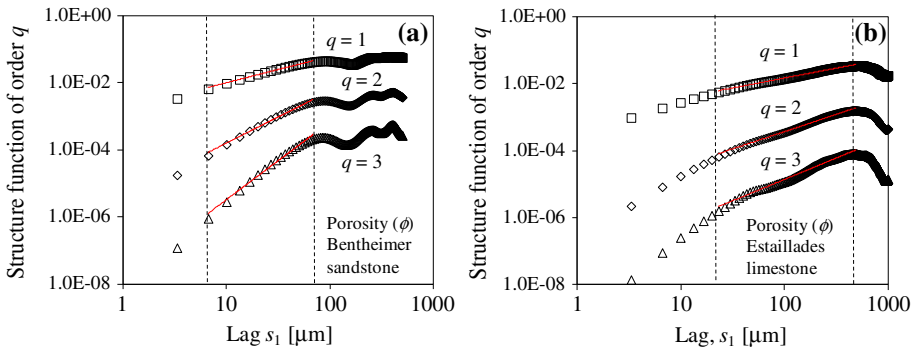 Structure function of order q
1.0E+00
1.0E-02
1.0E-04
1.0E-06
1.0E-08
(a)
q = 1
q = 2
q = 3
Porosity (ϕ)
Bentheimer
sandstone
1 10 100 1000
Lag s₁ [μm]
Structure function of order q
1.0E+00
1.0E-02
1.0E-04
1.0E-06
1.0E-08
(b)
q = 1
q = 2
q = 3
Porosity (ϕ)
Estaillades
limestone
1 10 100 1000
Lag, s₁ [μm]